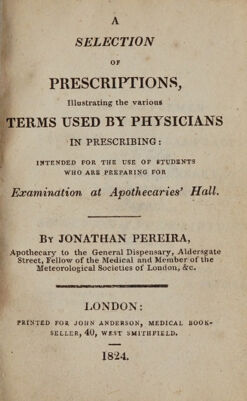 A
SELECTION
OF
PRESCRIPTIONS,
Illustrating the various
TERMS USED BY PHYSICIANS
IN PRESCRIBING:
INTENDED FOR THE USE OF STUDENTS
WHO ARE PREPARING FOR
Examination at Apothecaries' Hall.
BY JONATHAN PEREIRA,
Apothecary to the General Dispensary, Aldersgate
Street, Fellow of the Medical and Member of the
Meteorological Societies of London, &c.
LONDON:
PRINTED FOR JOHN ANDERSON, MEDICAL BOOK-
SELLER, 40, WEST SMITHFIELD.
1824.